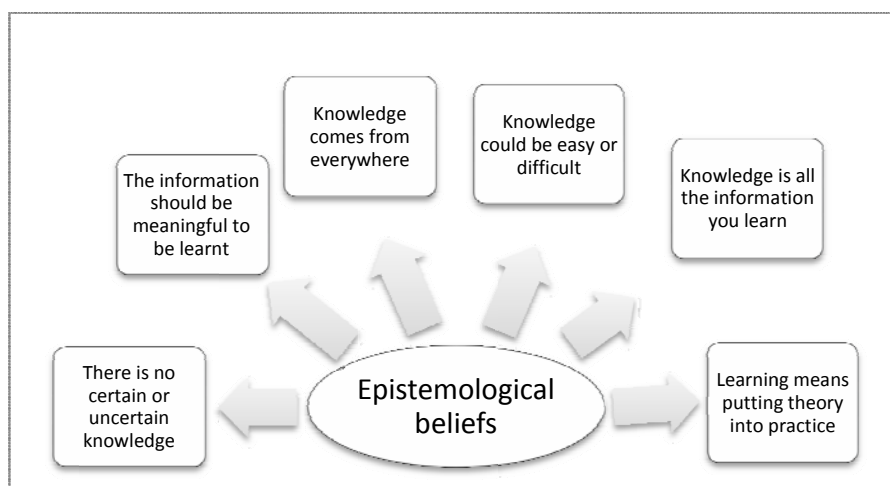 Knowledge
comes from
everywhere
Knowledge
could be easy or
difficult
The information
should be
meaningful to
be learnt
Knowledge is all
the information
you learn
There is no
certain or
uncertain
knowledge
Epistemological
beliefs
Learning means
putting theory
into practice